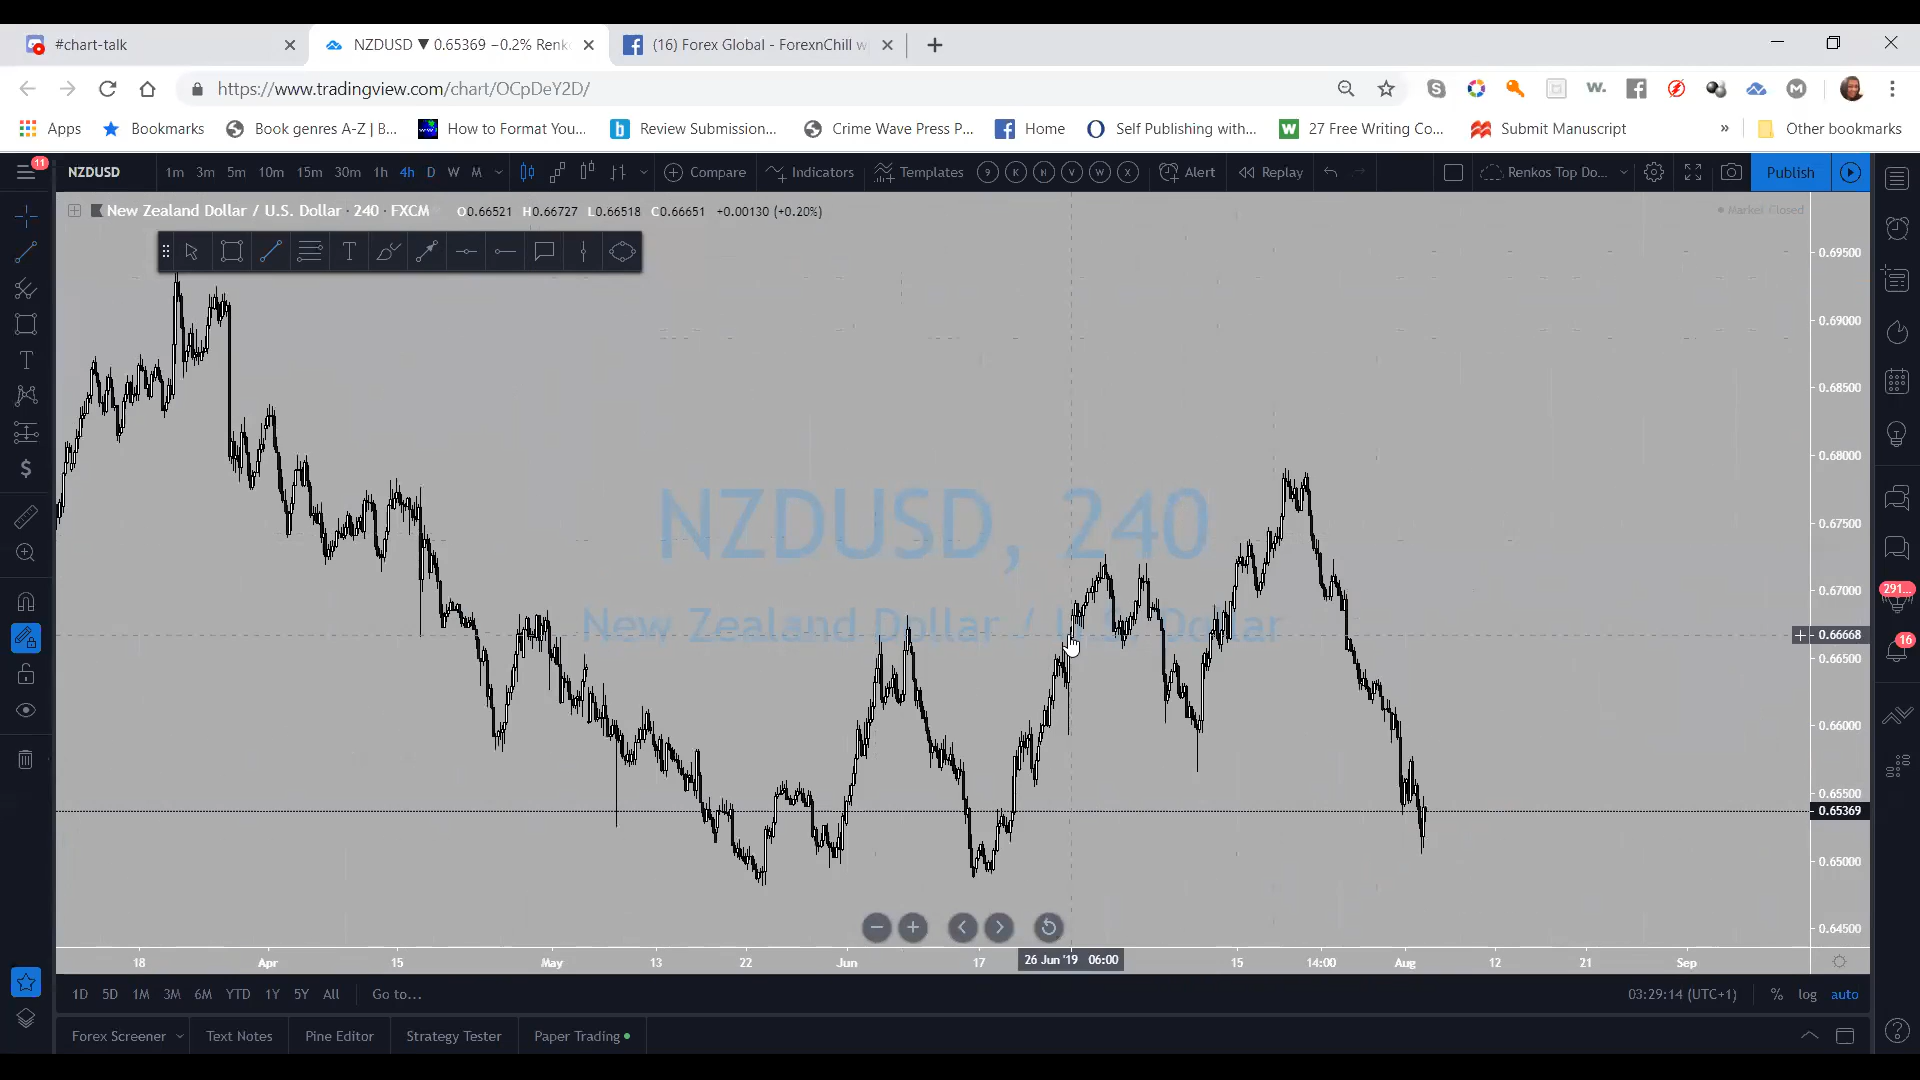 #chart-talk
NZDUSD ▼ 0.65369 −0.2% Renk
(16) Forex Global - ForexnChill w
https://www.tradingview.com/chart/OCpDeY2D/
Apps
Bookmarks
Book genres A-Z | B...
How to Format You...
Review Submission...
Crime Wave Press P...
Home
Self Publishing with...
27 Free Writing Co...
Submit Manuscript
»
Other bookmarks
11
NZDUSD
1m 3m 5m 10m 15m 30m 1h 4h D W M
Compare
Indicators
Templates
9 K N V W X
Alert
Replay
Renkos Top Do...
Publish
New Zealand Dollar / U.S. Dollar · 240 · FXCM
O0.66521 H0.66727 L0.66518 C0.66651 +0.00130 (+0.20%)
Market Closed
NZDUSD, 240
New Zealand Dollar / U.S. Dollar
0.69500
0.69000
0.68500
0.68000
0.67500
0.67000
0.66668
0.66500
0.66000
0.65500
0.65369
0.65000
0.64500
291...
16
18 Apr 15 May 13 22 Jun 17 26 Jun '19 06:00 15 14:00 Aug 12 21 Sep
1D 5D 1M 3M 6M YTD 1Y 5Y All
Go to...
03:29:14 (UTC+1)
% log auto
Forex Screener
Text Notes
Pine Editor
Strategy Tester
Paper Trading